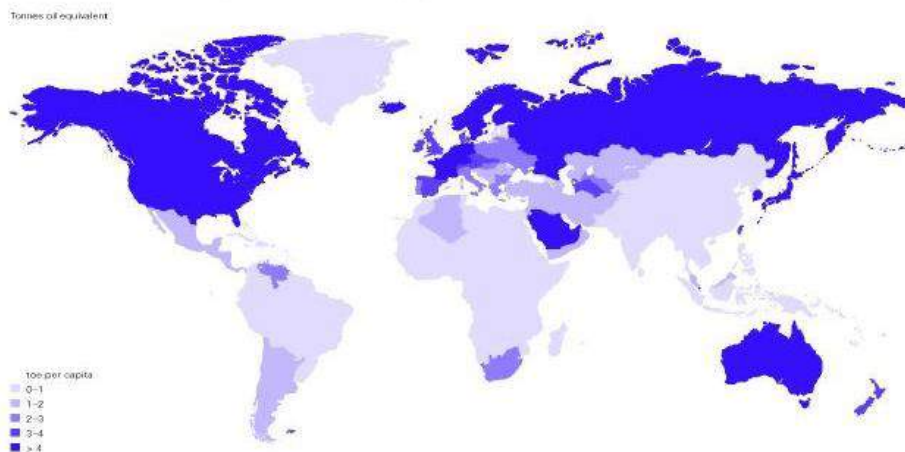 Tonnes oil equivalent
toe per capita
0–1
1–2
2–3
3–4
> 4